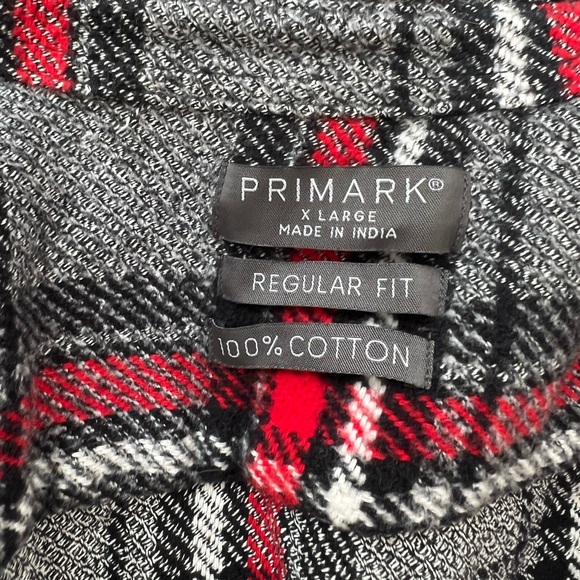 PRIMARK®
X LARGE
MADE IN INDIA
REGULAR FIT
100% COTTON